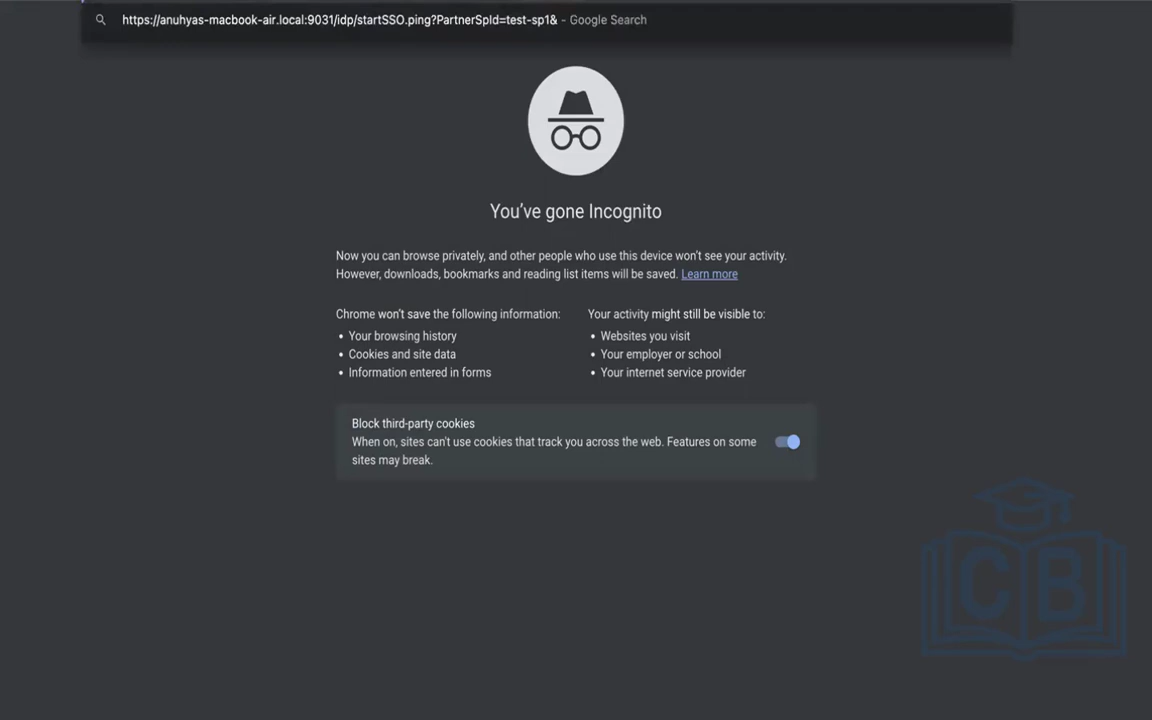 https://anuhyas-macbook-air.local:9031/idp/startSSO.ping?PartnerSpId=test-sp1& - Google Search
You've gone Incognito
Now you can browse privately, and other people who use this device won't see your activity.
However, downloads, bookmarks and reading list items will be saved. Learn more
Chrome won't save the following information:
• Your browsing history
• Cookies and site data
• Information entered in forms
Your activity might still be visible to:
• Websites you visit
• Your employer or school
• Your internet service provider
Block third-party cookies
When on, sites can't use cookies that track you across the web. Features on some
sites may break.
CB